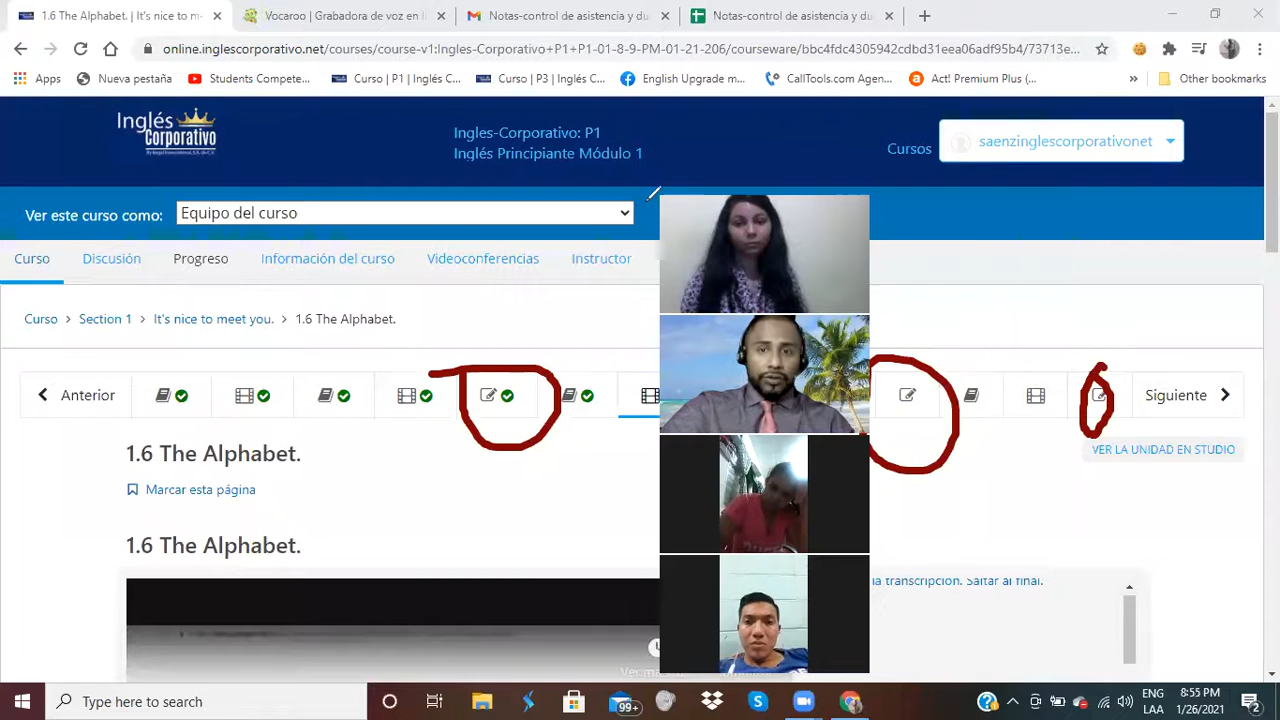 1.6 The Alphabet. | It's nice to m
Vocaroo | Grabadora de voz en l
Notas-control de asistencia y du
Notas-control de asistencia y du
online.inglescorporativo.net/courses/course-v1:Ingles-Corporativo+P1+P1-01-8-9-PM-01-21-206/courseware/bbc4fdc4305942cdbd31eea06adf95b4/73713e...
Apps
Nueva pestaña
Students Compete...
Curso | P1 | Inglés C...
Curso | P3 | Inglés C...
English Upgrade m...
CallTools.com Agen...
Act! Premium Plus (...
»
Other bookmarks
Inglés
Corporativo
Ingles-Corporativo: P1
Inglés Principiante Módulo 1
Cursos
saenzinglescorporativonet
Ver este curso como:
Equipo del curso
Curso
Discusión
Progreso
Información del curso
Videoconferencias
Instructor
Curso > Section 1 > It's nice to meet you. > 1.6 The Alphabet.
Anterior
Siguiente
1.6 The Alphabet.
VER LA UNIDAD EN STUDIO
Marcar esta página
1.6 The Alphabet.
la transcripción. Saltar al final.
Type here to search
99+
ENG
LAA
8:55 PM
1/26/2021
2